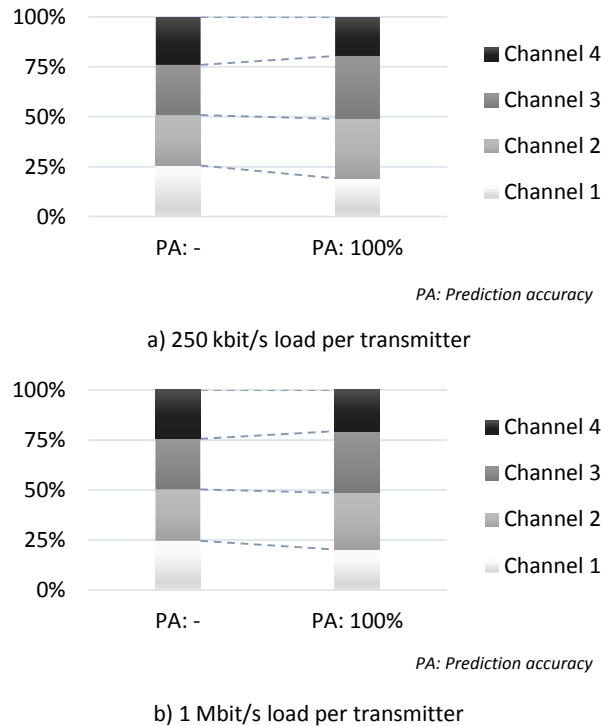 100%
75%
50%
25%
0%
Channel 4
Channel 3
Channel 2
Channel 1
PA: -
PA: 100%
PA: Prediction accuracy
a) 250 kbit/s load per transmitter
100%
75%
50%
25%
0%
Channel 4
Channel 3
Channel 2
Channel 1
PA: -
PA: 100%
PA: Prediction accuracy
b) 1 Mbit/s load per transmitter